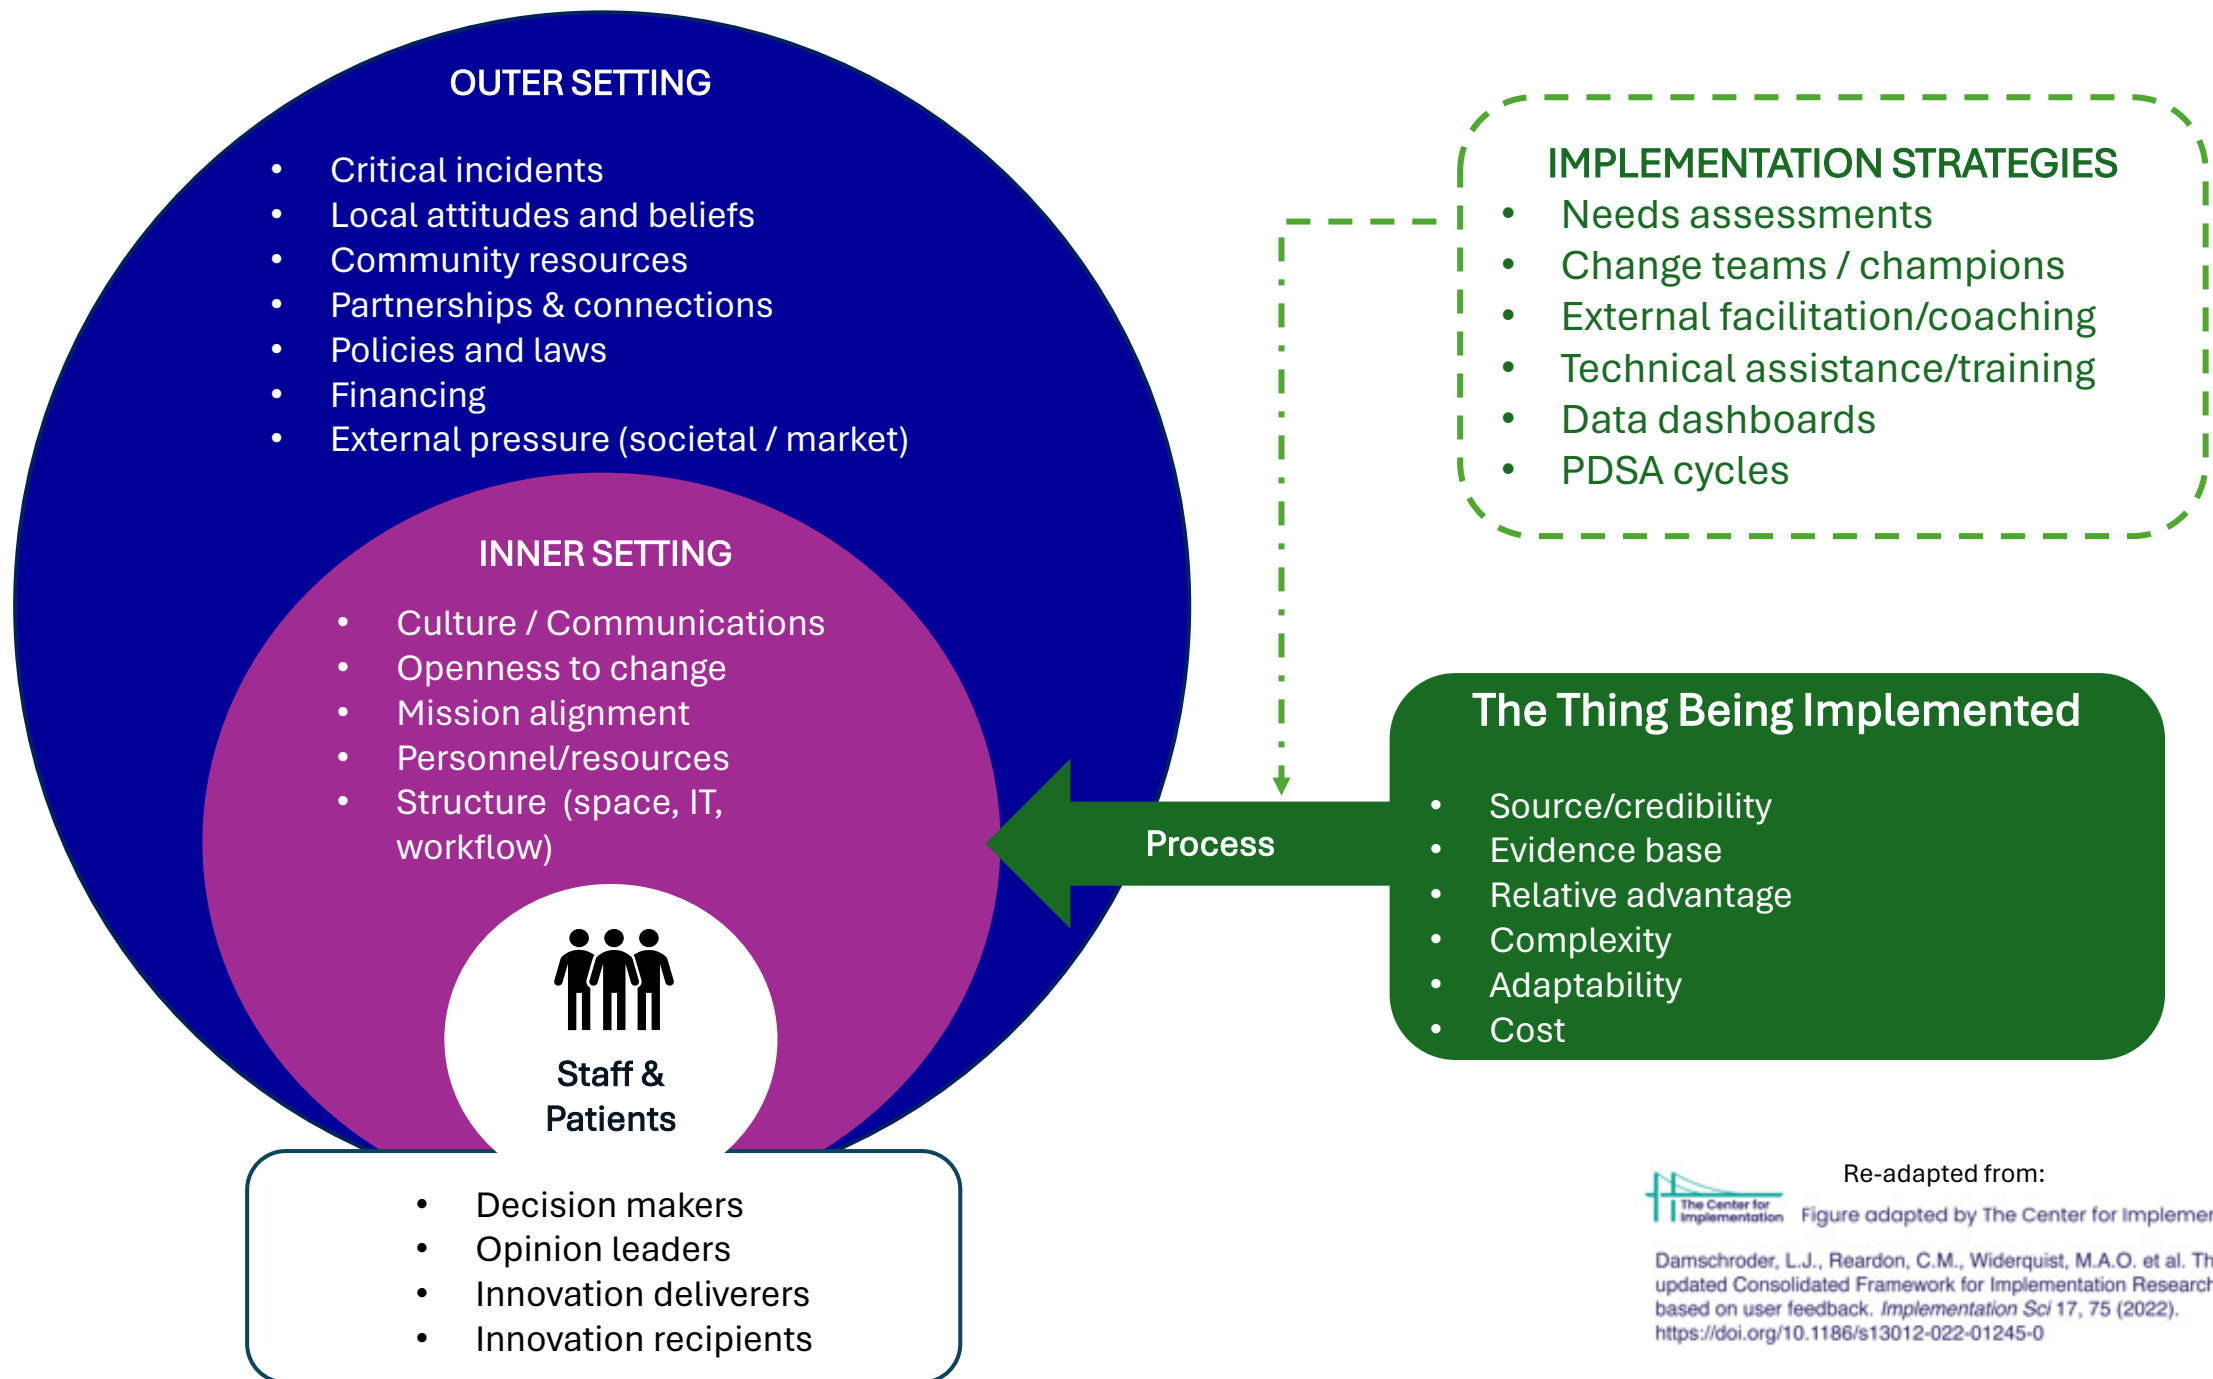 OUTER SETTING
• Critical incidents
• Local attitudes and beliefs
• Community resources
• Partnerships & connections
• Policies and laws
• Financing
• External pressure (societal / market)
INNER SETTING
• Culture / Communications
• Openness to change
• Mission alignment
• Personnel/resources
• Structure (space, IT,
workflow)
Staff &
Patients
• Decision makers
• Opinion leaders
• Innovation deliverers
• Innovation recipients
IMPLEMENTATION STRATEGIES
• Needs assessments
• Change teams / champions
• External facilitation/coaching
• Technical assistance/training
• Data dashboards
• PDSA cycles
Process
The Thing Being Implemented
• Source/credibility
• Evidence base
• Relative advantage
• Complexity
• Adaptability
• Cost
Re-adapted from:
The Center for
Implementation
Figure adapted by The Center for
Damschroder, L.J., Reardon, C.M., Widerquist, M.A.O. et al.
updated Consolidated Framework for Implementation Research
based on user feedback. Implementation Sci 17, 75 (2022).
https://doi.org/10.1186/s13012-022-01245-0